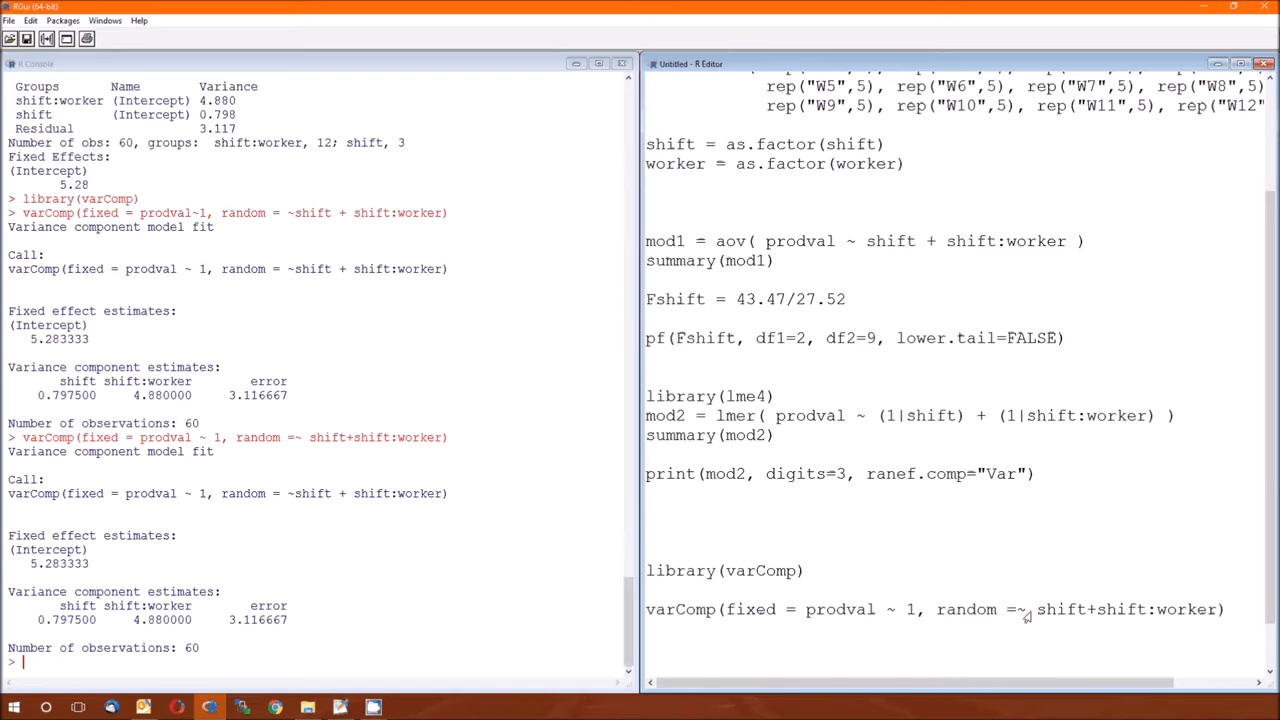 RGui (64-bit)
File Edit Packages Windows Help
R Console
Groups Name Variance
shift:worker (Intercept) 4.880
shift (Intercept) 0.798
Residual 3.117
Number of obs: 60, groups: shift:worker, 12; shift, 3
Fixed Effects:
(Intercept)
5.28
> library(varComp)
> varComp(fixed = prodval~1, random = ~shift + shift:worker)
Variance component model fit
Call:
varComp(fixed = prodval ~ 1, random = ~shift + shift:worker)
Fixed effect estimates:
(Intercept)
5.283333
Variance component estimates:
shift shift:worker error
0.797500 4.880000 3.116667
Number of observations: 60
> varComp(fixed = prodval ~ 1, random =~ shift+shift:worker)
Variance component model fit
Call:
varComp(fixed = prodval ~ 1, random = ~shift + shift:worker)
Fixed effect estimates:
(Intercept)
5.283333
Variance component estimates:
shift shift:worker error
0.797500 4.880000 3.116667
Number of observations: 60
>
Untitled - R Editor
rep("W5",5), rep("W6",5), rep("W7",5), rep("W8",5)
rep("W9",5), rep("W10",5), rep("W11",5), rep("W12"
shift = as.factor(shift)
worker = as.factor(worker)
mod1 = aov( prodval ~ shift + shift:worker )
summary(mod1)
Fshift = 43.47/27.52
pf(Fshift, df1=2, df2=9, lower.tail=FALSE)
library(lme4)
mod2 = lmer( prodval ~ (1|shift) + (1|shift:worker) )
summary(mod2)
print(mod2, digits=3, ranef.comp="Var")
library(varComp)
varComp(fixed = prodval ~ 1, random =~ shift+shift:worker)